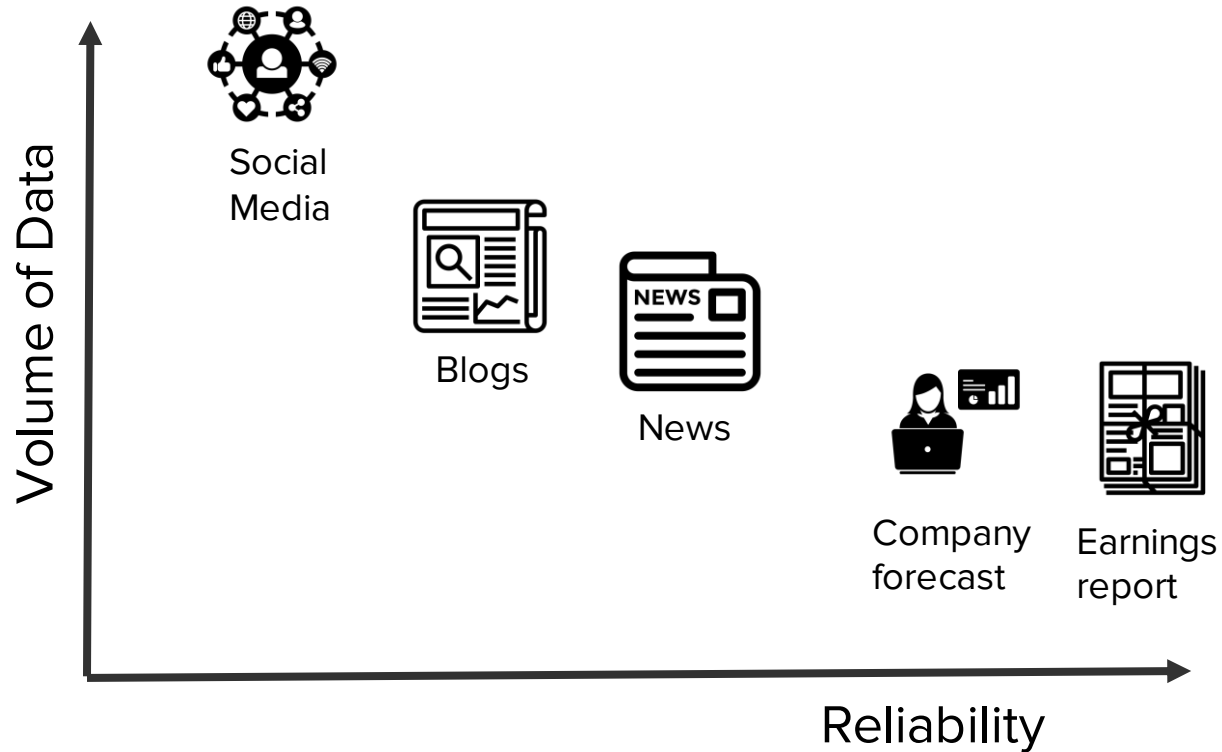 Volume of Data
Social
Media
Blogs
NEWS
News
Company
forecast
Earnings
report
Reliability